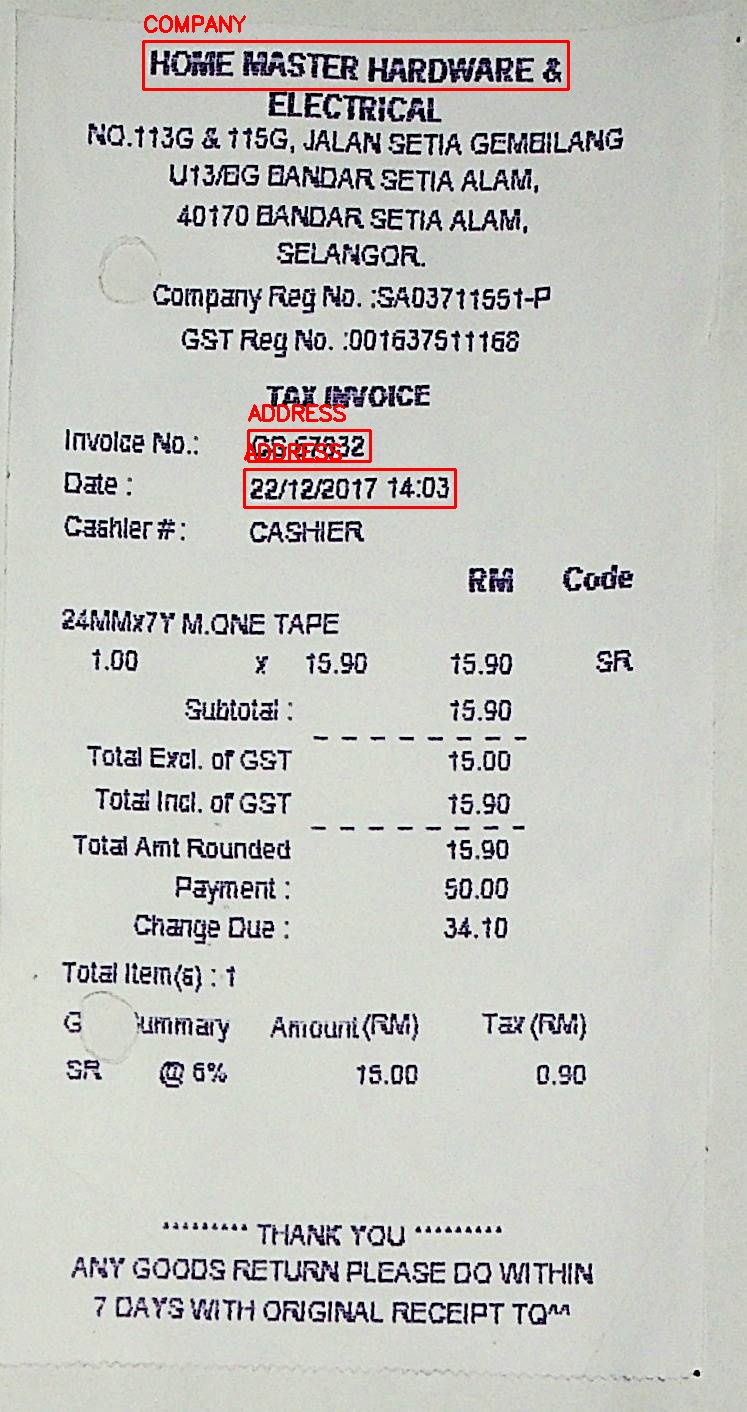 COMPANY
HOME MASTER HARDWARE &
ELECTRICAL
NO.113G & 115G, JALAN SETIA GEMBILANG
U13/BG BANDAR SETIA ALAM,
40170 BANDAR SETIA ALAM,
SELANGOR.
Company Reg No. :SA03711551-P
GST Reg No. :001637511168
TAX INVOICE
ADDRESS
Invoice No.:
ADDRESS
Date : 22/12/2017 14:03
Cashier #: CASHIER
RM Code
24MMx7Y M.ONE TAPE
1.00 x 15.90 15.90 SR
Subtotal : 15.90
Total Excl. of GST 15.00
Total Incl. of GST 15.90
Total Amt Rounded 15.90
Payment : 50.00
Change Due : 34.10
Total Item(s) : 1
G ummary Amount (RM) Tax (RM)
SR @ 6% 15.00 0.90
********* THANK YOU *********
ANY GOODS RETURN PLEASE DO WITHIN
7 DAYS WITH ORIGINAL RECEIPT TQ^^